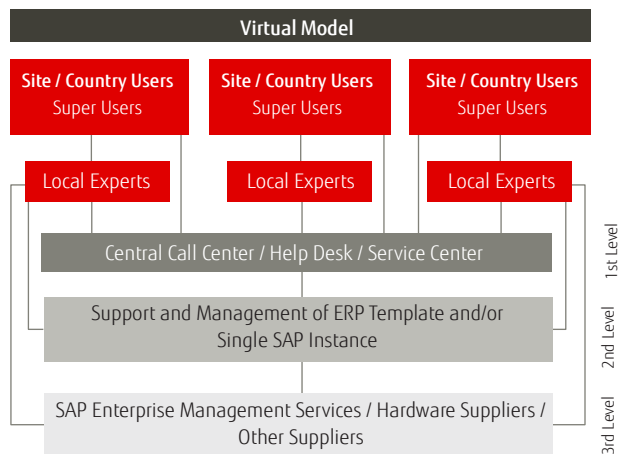 Virtual Model
Site / Country Users
Super Users
Site / Country Users
Super Users
Site / Country Users
Super Users
Local Experts
Local Experts
Local Experts
Central Call Center / Help Desk / Service Center
1st Level
Support and Management of ERP Template and/or
Single SAP Instance
2nd Level
SAP Enterprise Management Services / Hardware Suppliers /
Other Suppliers
3rd Level